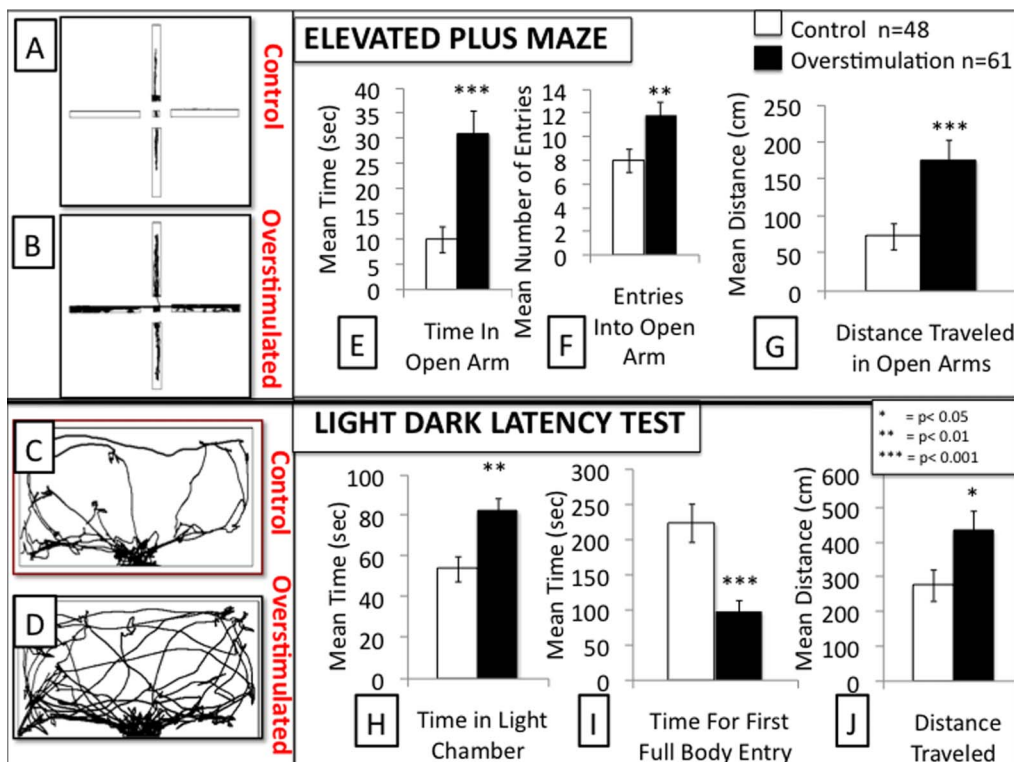 A
Control
B
Overstimulated
ELEVATED PLUS MAZE
Control n=48
Overstimulation n=61
Mean Time (sec)
40
35
30
25
20
15
10
5
0
***
E
Time In
Open Arm
Mean Number of Entries
14
12
10
8
6
4
2
0
**
F
Entries
Into Open
Arm
Mean Distance (cm)
250
200
150
100
50
0
***
G
Distance Traveled
in Open Arms
C
Control
D
Overstimulated
LIGHT DARK LATENCY TEST
* = p< 0.05
** = p< 0.01
*** = p< 0.001
Mean Time (sec)
100
80
60
40
20
0
**
H
Time in Light
Chamber
Mean Time (sec)
300
250
200
150
100
50
0
***
I
Time For First
Full Body Entry
Mean Distance (cm)
600
500
400
300
200
100
0
*
J
Distance
Traveled